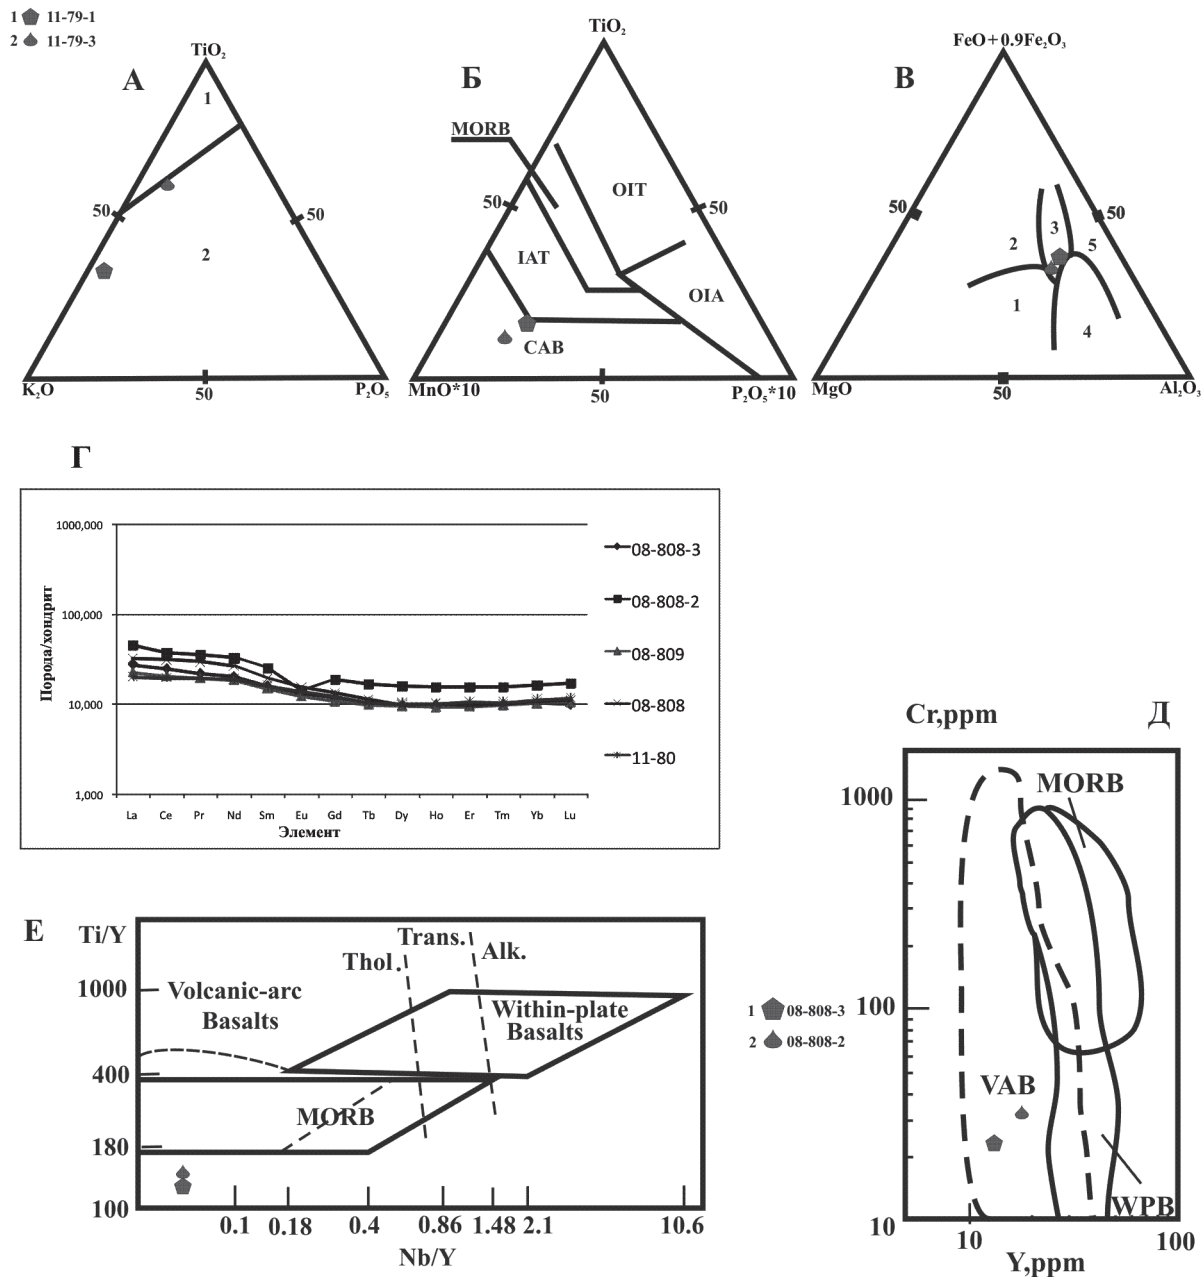 1 11-79-1
2 11-79-3
А
TiO₂
1
50
50
2
K₂O
50
P₂O₅
Б
TiO₂
MORB
OIT
50
50
IAT
OIA
CAB
MnO*10
50
P₂O₅*10
В
FeO+0.9Fe₂O₃
50
50
2
3
5
1
4
MgO
50
Al₂O₃
Г
Порода/хондрит
1000,000
100,000
10,000
1,000
La Ce Pr Nd Sm Eu Gd Tb Dy Ho Er Tm Yb Lu
Элемент
08-808-3
08-808-2
08-809
08-808
11-80
Д
Cr,ppm
1000
100
10
MORB
1 08-808-3
2 08-808-2
VAB
WPB
10
100
Y,ppm
Е
Ti/Y
1000
400
180
100
Trans.
Thol.
Alk.
Volcanic-arc
Basalts
Within-plate
Basalts
MORB
0.1 0.18 0.4 0.86 1.48 2.1 10.6
Nb/Y